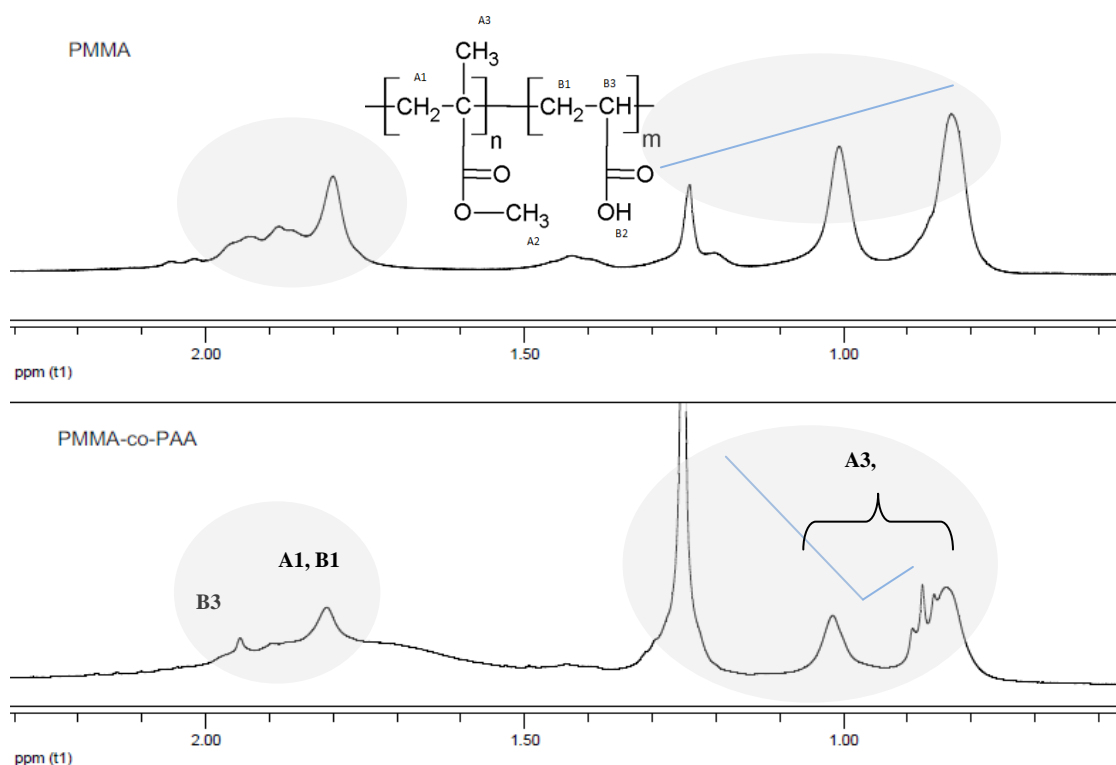 PMMA
A3
CH3
A1
B1
B3
CH2
C
CH2
CH
n
m
O
O
O
CH3
OH
A2
B2
2.00
1.50
1.00
ppm (t1)
PMMA-co-PAA
A3,
A1, B1
B3
2.00
1.50
1.00
ppm (t1)